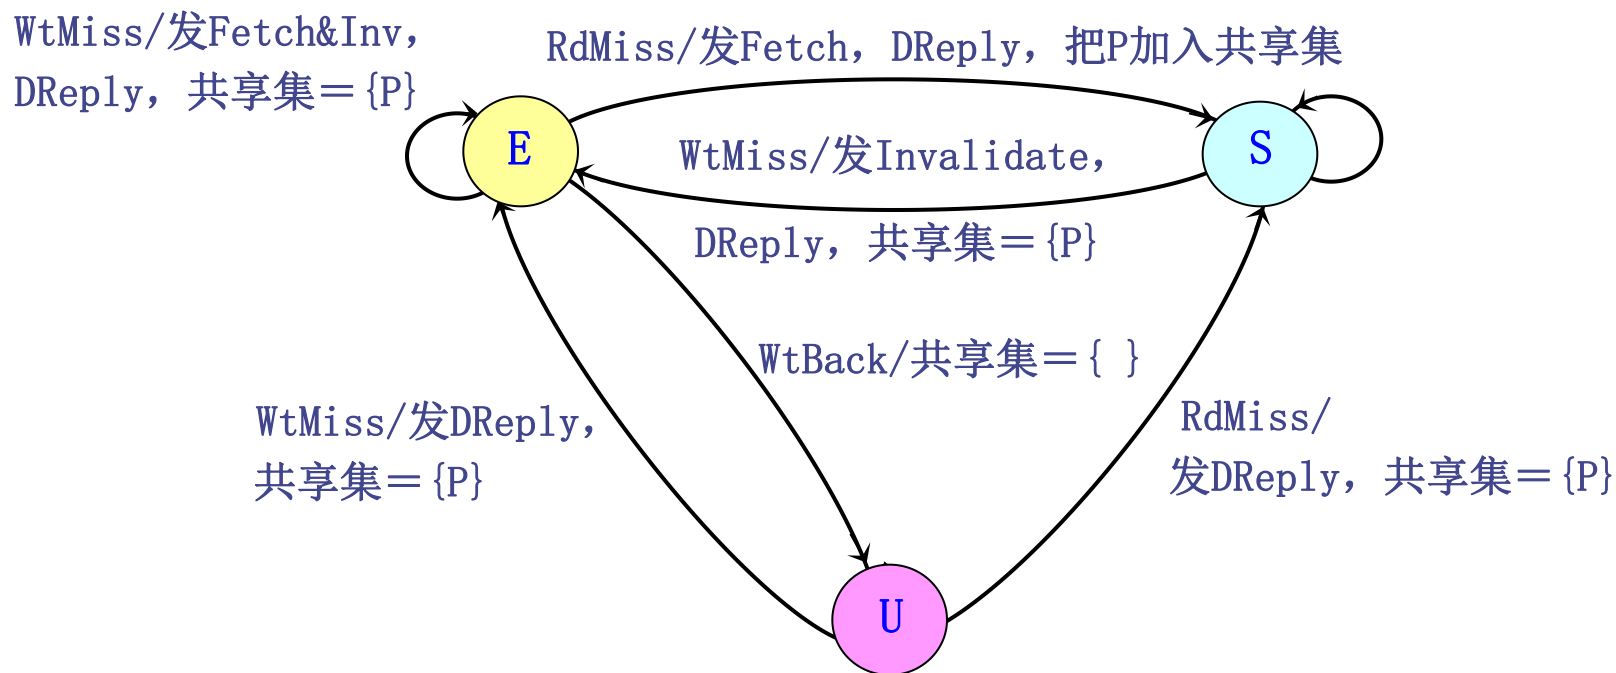 WtMiss/发Fetch&Inv，
DReply，共享集＝{P}
RdMiss/发Fetch，DReply，把P加入共享集
E
S
WtMiss/发Invalidate，
DReply，共享集＝{P}
WtBack/共享集＝{ }
WtMiss/发DReply，
共享集＝{P}
RdMiss/
发DReply，共享集＝{P}
U